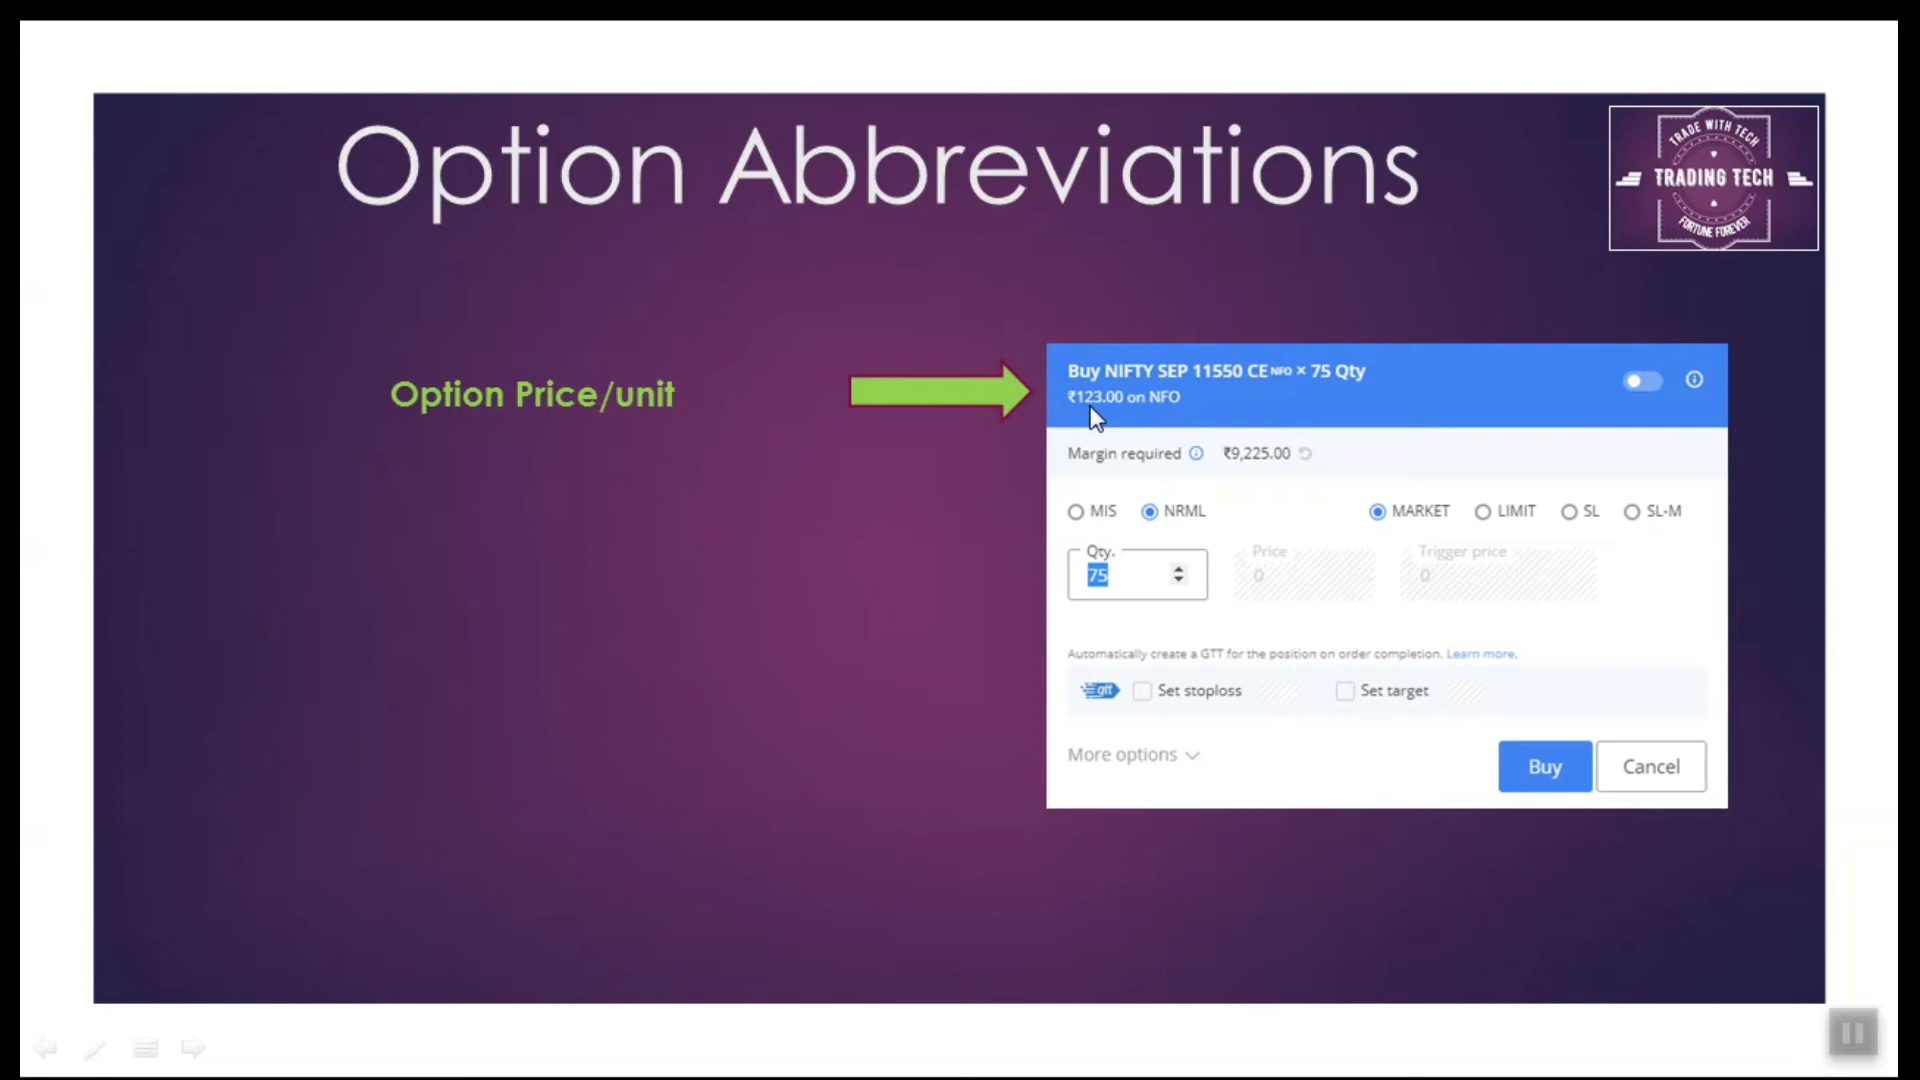 Option Abbreviations
TRADE WITH TECH
TRADING TECH
FORTUNE FOREVER
Option Price/unit
Buy NIFTY SEP 11550 CE NFO × 75 Qty
₹123.00 on NFO
Margin required ₹9,225.00
MIS NRML MARKET LIMIT SL SL-M
Qty. Price Trigger price
75 0 0
Automatically create a GTT for the position on order completion. Learn more.
gtt Set stoploss Set target
More options Buy Cancel